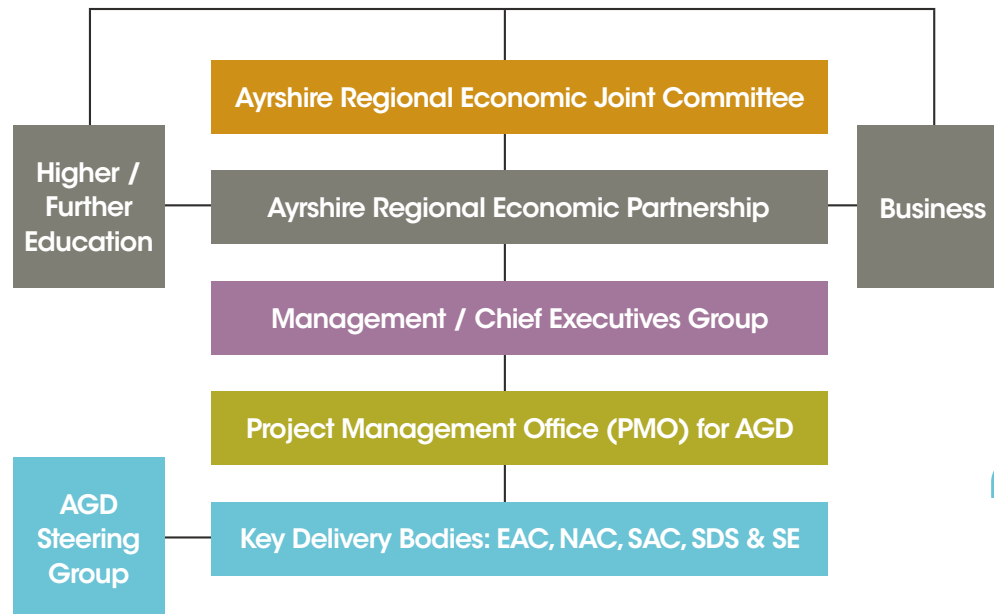 Ayrshire Regional Economic Joint Committee
Higher /
Further
Education
Ayrshire Regional Economic Partnership
Business
Management / Chief Executives Group
Project Management Office (PMO) for AGD
AGD
Steering
Group
Key Delivery Bodies: EAC, NAC, SAC, SDS & SE